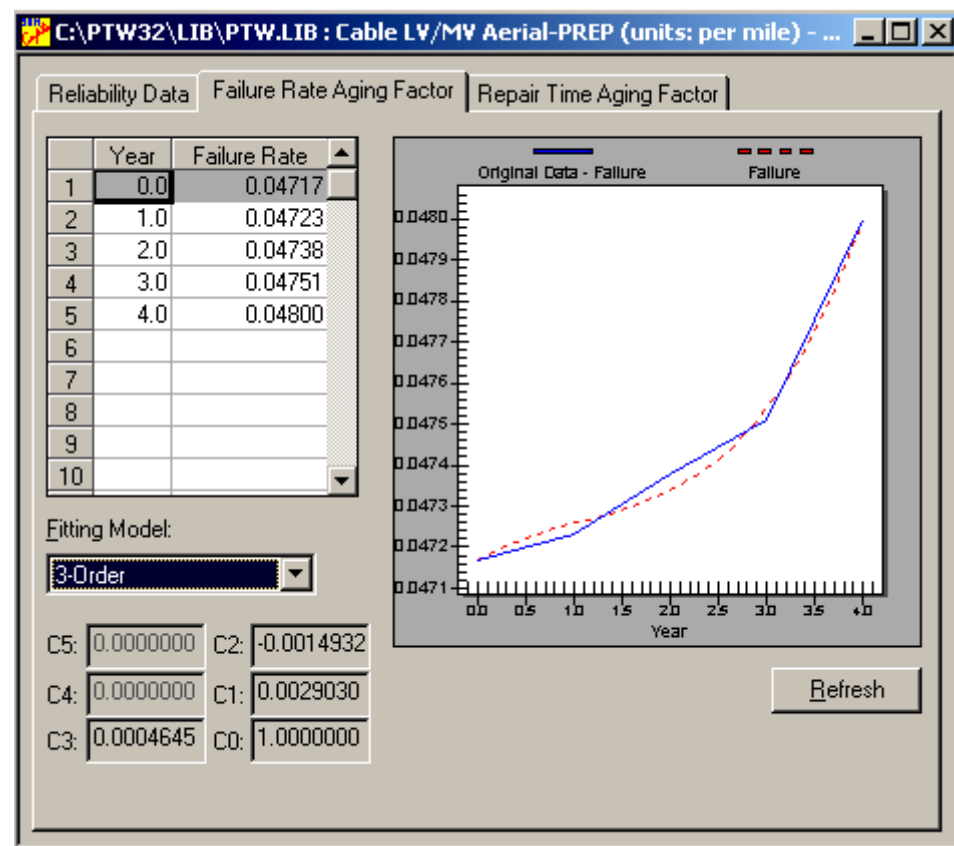 C:\PTW32\LIB\PTW.LIB : Cable LV/MV Aerial-PREP (units: per mile) - ...
Reliability Data Failure Rate Aging Factor Repair Time Aging Factor
Year Failure Rate
1 0.0 0.04717
2 1.0 0.04723
3 2.0 0.04738
4 3.0 0.04751
5 4.0 0.04800
6
7
8
9
10
Fitting Model:
3-Order
C5: 0.0000000 C2: -0.0014932
C4: 0.0000000 C1: 0.0029030
C3: 0.0004645 C0: 1.0000000
Original Data - Failure Failure
0.0480
0.0479
0.0478
0.0477
0.0476
0.0475
0.0474
0.0473
0.0472
0.0471
0.0 0.5 1.0 1.5 2.0 2.5 3.0 3.5 4.0
Year
Refresh